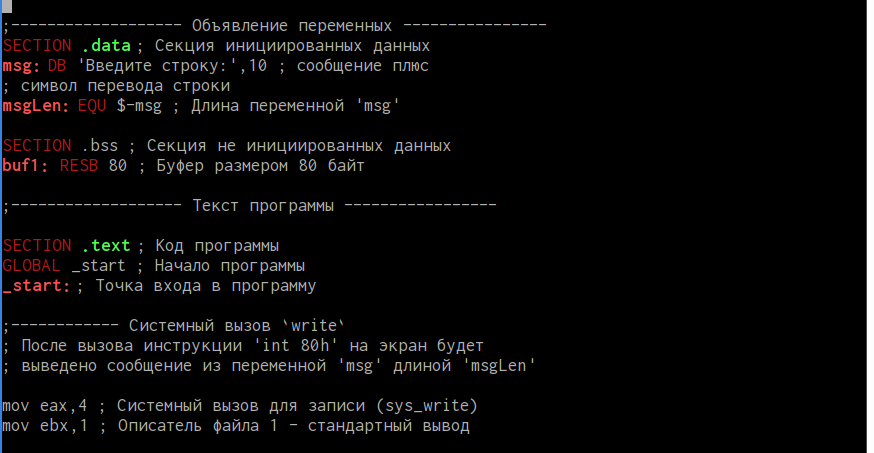 ;------------------- Объявление переменных ----------------
SECTION .data ; Секция инициированных данных
msg: DB 'Введите строку:',10 ; сообщение плюс
; символ перевода строки
msgLen: EQU $-msg ; Длина переменной 'msg'
SECTION .bss ; Секция не инициированных данных
buf1: RESB 80 ; Буфер размером 80 байт
;------------------- Текст программы -----------------
SECTION .text ; Код программы
GLOBAL _start ; Начало программы
_start: ; Точка входа в программу
;------------ Системный вызов `write`
; После вызова инструкции 'int 80h' на экран будет
; выведено сообщение из переменной 'msg' длиной 'msgLen'
mov eax,4 ; Системный вызов для записи (sys_write)
mov ebx,1 ; Описатель файла 1 - стандартный вывод